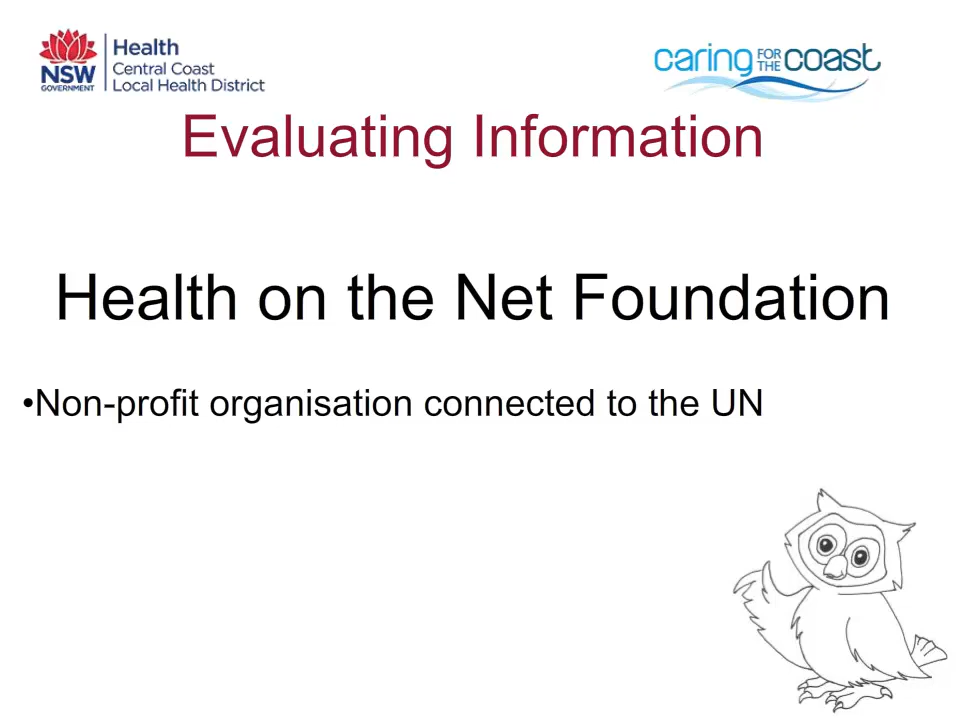 Health
Central Coast
Local Health District
NSW
GOVERNMENT
caring FOR THE coast
Evaluating Information
Health on the Net Foundation
•Non-profit organisation connected to the UN